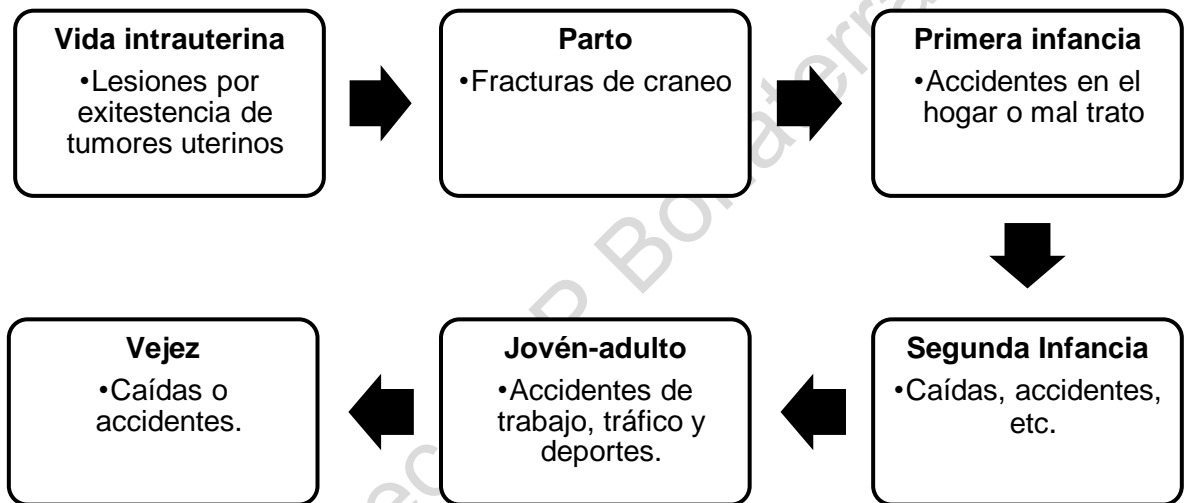 Vida intrauterina
•Lesiones por
exitestencia de
tumores uterinos
Parto
•Fracturas de craneo
Primera infancia
•Accidentes en el
hogar o mal trato
Segunda Infancia
•Caídas, accidentes,
etc.
Jovén-adulto
•Accidentes de
trabajo, tráfico y
deportes.
Vejez
•Caídas o
accidentes.